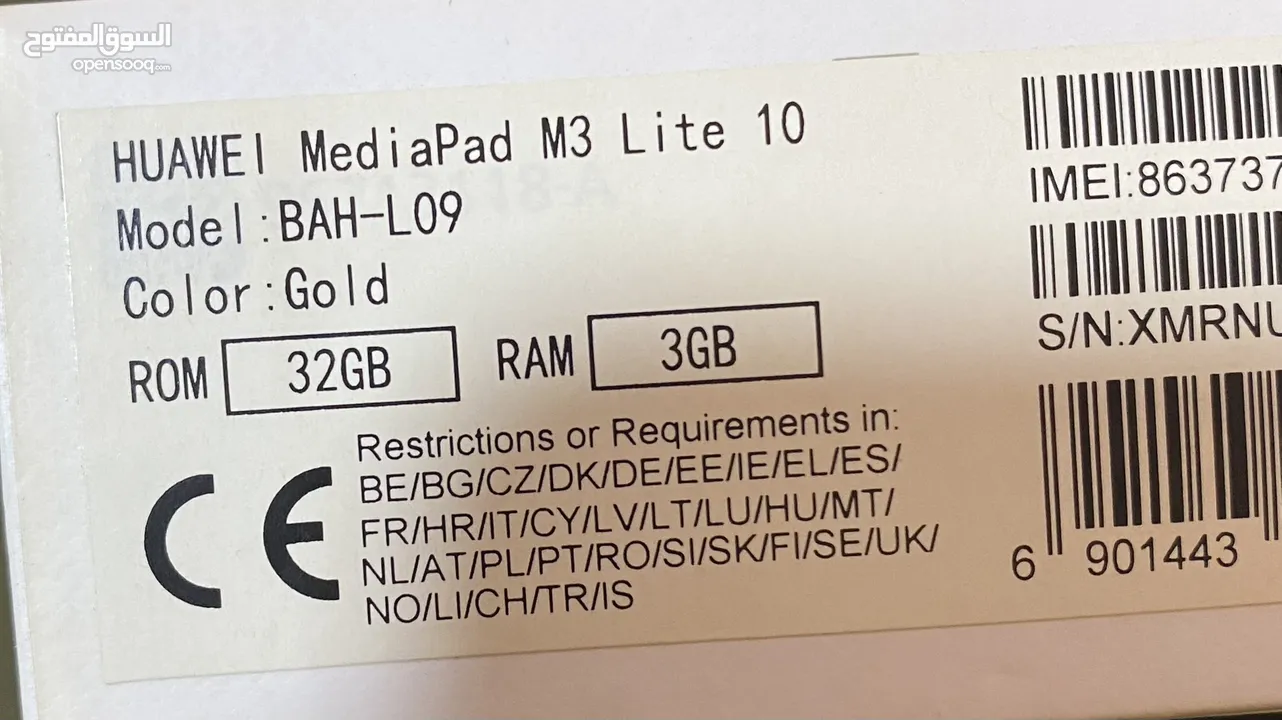 السوق المفتوح
opensooq.com
HUAWEI MediaPad M3 Lite 10
Model:BAH-L09
Color:Gold
ROM 32GB RAM 3GB
CE
Restrictions or Requirements in:
BE/BG/CZ/DK/DE/EE/IE/EL/ES/
FR/HR/IT/CY/LV/LT/LU/HU/MT/
NL/AT/PL/PT/RO/SI/SK/FI/SE/UK/
NO/LI/CH/TR/IS
IMEI:863737
S/N:XMRNU
6 901443